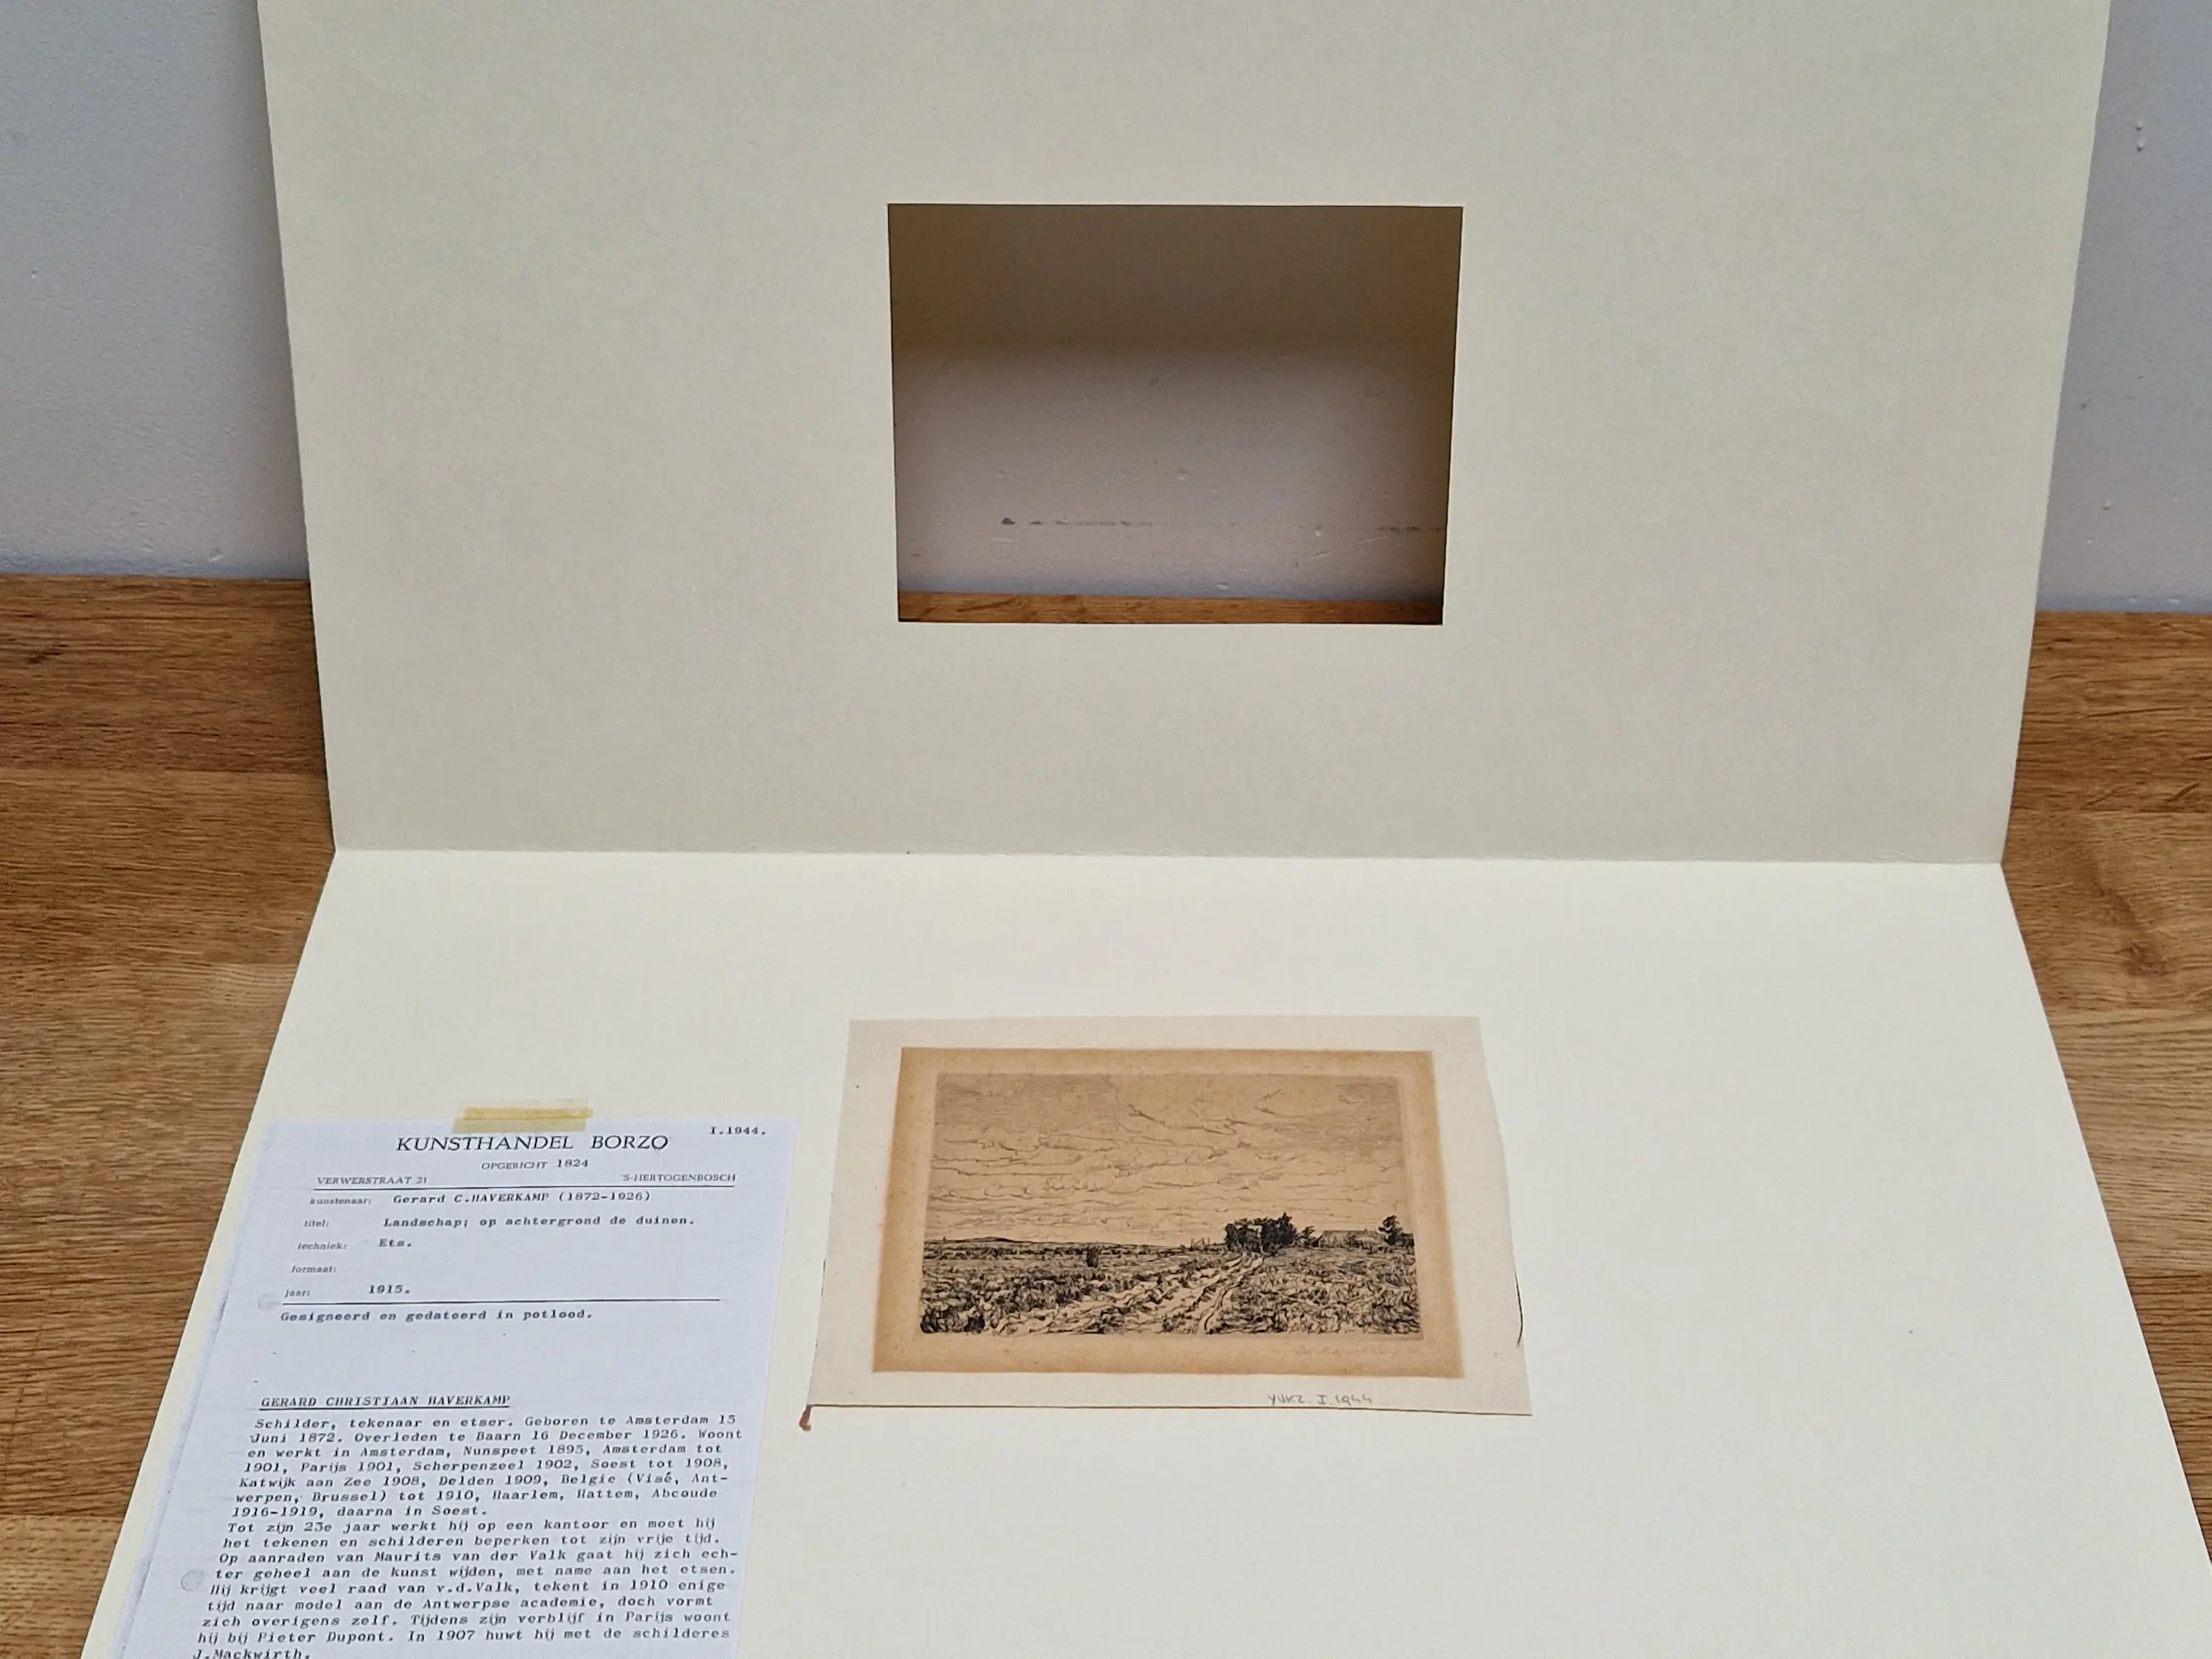 I.1944.
KUNSTHANDEL BORZO
OPGERICHT 1824
VERWERSTRAAT 21 'S-HERTOGENBOSCH
kunstenaar: Gerard C.HAVERKAMP (1872-1926)
titel: Landschap; op achtergrond de duinen.
techniek: Ets.
formaat:
jaar: 1915.
Gesigneerd en gedateerd in potlood.
GERARD CHRISTIAAN HAVERKAMP
Schilder, tekenaar en etser. Geboren te Amsterdam 15
Juni 1872. Overleden te Baarn 16 December 1926. Woont
en werkt in Amsterdam, Nunspeet 1895, Amsterdam tot
1901, Parijs 1901, Scherpenzeel 1902, Soest tot 1908,
Katwijk aan Zee 1908, Delden 1909, Belgie (Visé, Ant-
werpen, Brussel) tot 1910, Haarlem, Hattem, Abcoude
1916-1919, daarna in Soest.
Tot zijn 23e jaar werkt hij op een kantoor en moet hij
het tekenen en schilderen beperken tot zijn vrije tijd.
Op aanraden van Maurits van der Valk gaat hij zich ech-
ter geheel aan de kunst wijden, met name aan het etsen.
Hij krijgt veel raad van v.d.Valk, tekent in 1910 enige
tijd naar model aan de Antwerpse academie, doch vormt
zich overigens zelf. Tijdens zijn verblijf in Parijs woont
hij bij Pieter Dupont. In 1907 huwt hij met de schilderes
J.Mackwirth.
I.1944